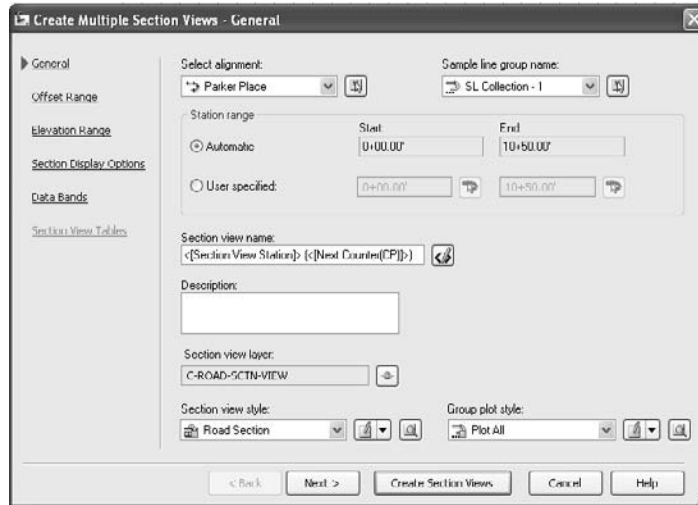 Create Multiple Section Views - General
General
Offset Range
Elevation Range
Section Display Options
Data Bands
Section View Tables
Select alignment:
Parker Place
Sample line group name:
SL Collection - 1
Station range
Start:
End:
Automatic
0+00.00'
10+50.00'
User specified:
0+00.00'
10+50.00'
Section view name:
<[Section View Station]> (<[Next Counter(CP)]>)
Description:
Section view layer:
C-ROAD-SCTN-VIEW
Section view style:
Road Section
Group plot style:
Plot All
< Back
Next >
Create Section Views
Cancel
Help